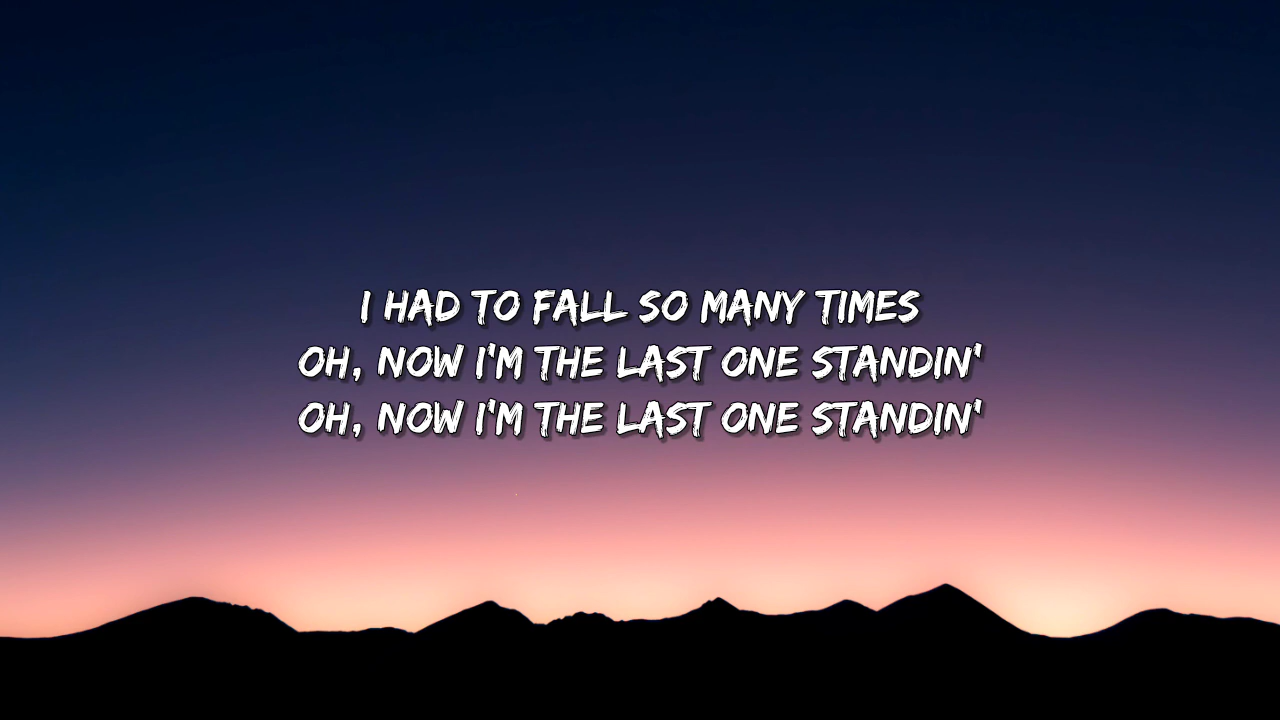 I HAD TO FALL SO MANY TIMES
OH, NOW I'M THE LAST ONE STANDIN'
OH, NOW I'M THE LAST ONE STANDIN'